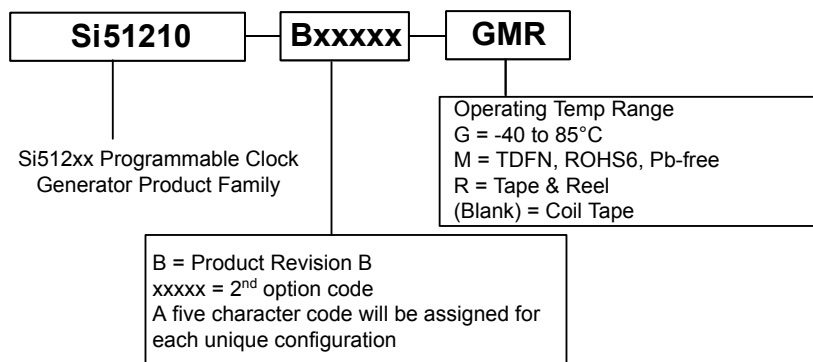 Si51210
Bxxxxx
GMR
Operating Temp Range
G = -40 to 85°C
M = TDFN, ROHS6, Pb-free
R = Tape & Reel
(Blank) = Coil Tape
Si512xx Programmable Clock
Generator Product Family
B = Product Revision B
xxxxx = 2nd option code
A five character code will be assigned for
each unique configuration